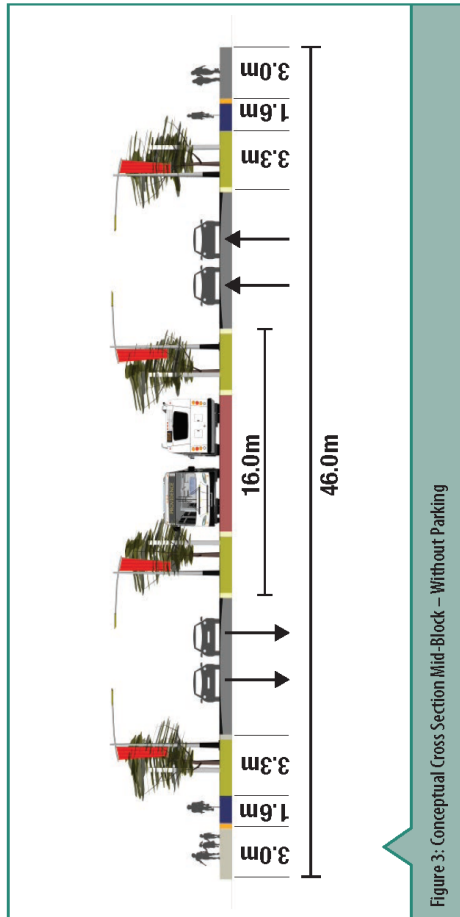 3.0m
1.6m
3.3m
16.0m
46.0m
3.3m
1.6m
3.0m
Figure 3: Conceptual Cross Section Mid-Block – Without Parking